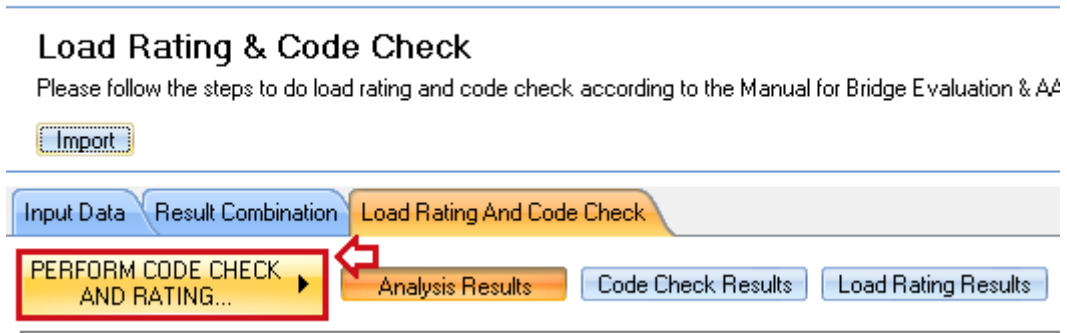 Load Rating & Code Check
Please follow the steps to do load rating and code check according to the Manual for Bridge Evaluation & AA
Import
Input Data Result Combination Load Rating And Code Check
PERFORM CODE CHECK
AND RATING...
Analysis Results Code Check Results Load Rating Results